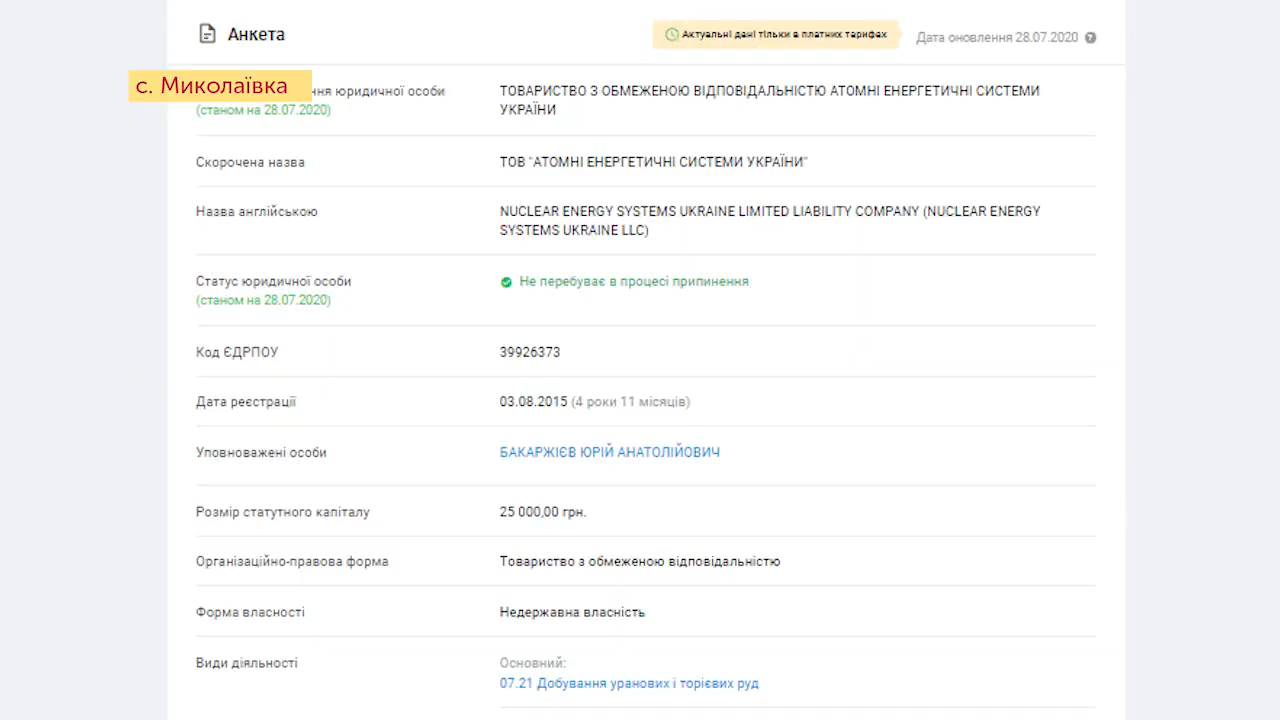 Анкета
Актуальні дані тільки в платних тарифах
Дата оновлення 28.07.2020
с. Миколаївка
ння юридичної особи
(станом на 28.07.2020)
ТОВАРИСТВО З ОБМЕЖЕНОЮ ВІДПОВІДАЛЬНІСТЮ АТОМНІ ЕНЕРГЕТИЧНІ СИСТЕМИ
УКРАЇНИ
Скорочена назва
ТОВ "АТОМНІ ЕНЕРГЕТИЧНІ СИСТЕМИ УКРАЇНИ"
Назва англійською
NUCLEAR ENERGY SYSTEMS UKRAINE LIMITED LIABILITY COMPANY (NUCLEAR ENERGY
SYSTEMS UKRAINE LLC)
Статус юридичної особи
(станом на 28.07.2020)
Не перебуває в процесі припинення
Код ЄДРПОУ
39926373
Дата реєстрації
03.08.2015 (4 роки 11 місяців)
Уповноважені особи
БАКАРЖІЄВ ЮРІЙ АНАТОЛІЙОВИЧ
Розмір статутного капіталу
25 000,00 грн.
Організаційно-правова форма
Товариство з обмеженою відповідальністю
Форма власності
Недержавна власність
Види діяльності
Основний:
07.21 Добування уранових і торієвих руд